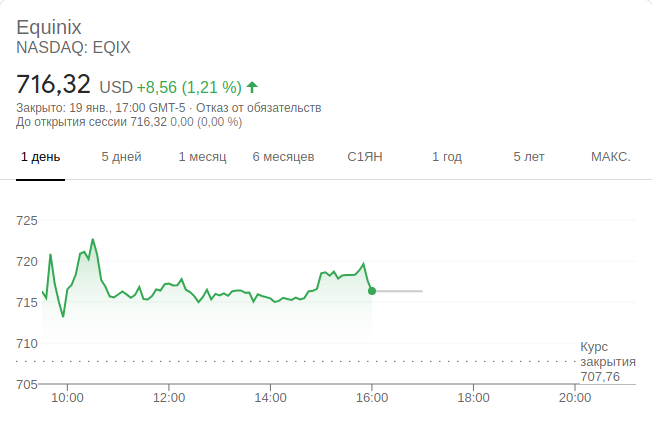 Equinix
NASDAQ: EQIX
716,32 USD +8,56 (1,21 %)
Закрыто: 19 янв., 17:00 GMT-5 · Отказ от обязательств
До открытия сессии 716,32 0,00 (0,00 %)
1 день 5 дней 1 месяц 6 месяцев С1ЯН 1 год 5 лет МАКС.
725
720
715
710
Курс
закрытия
707,76
705
10:00 12:00 14:00 16:00 18:00 20:00